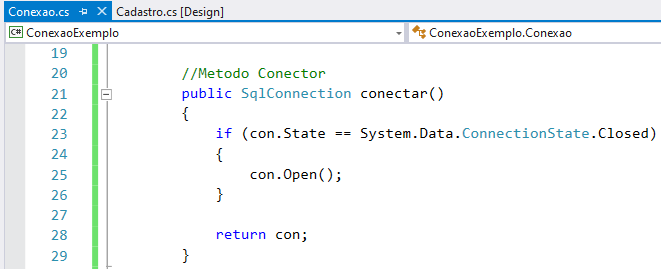 Conexao.cs Cadastro.cs [Design]
C# ConexaoExemplo ConexaoExemplo.Conexao
19
20 //Metodo Conector
21 public SqlConnection conectar()
22 {
23 if (con.State == System.Data.ConnectionState.Closed)
24 {
25 con.Open();
26 }
27
28 return con;
29 }